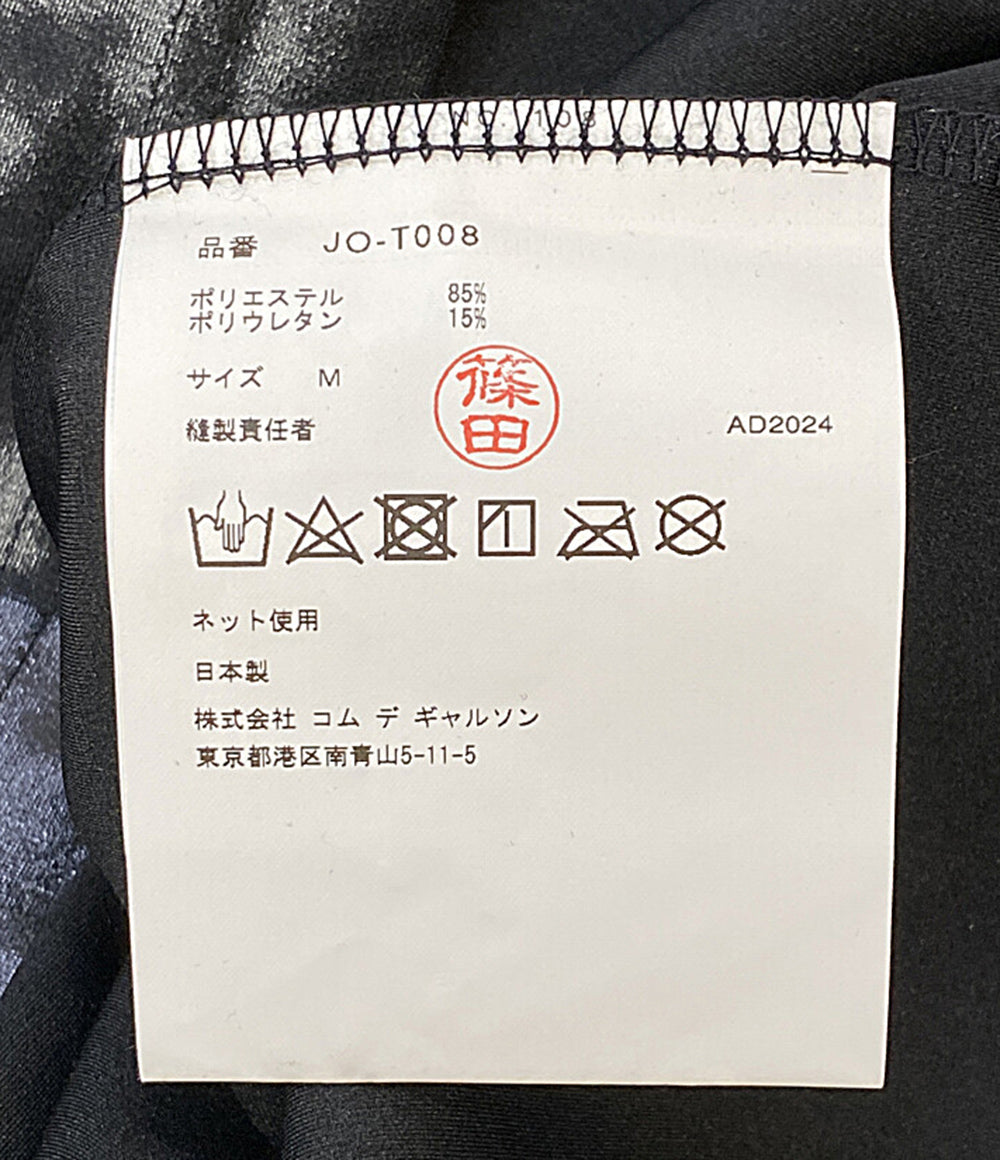 NO. 108
品番 JO-T008
ポリエステル 85%
ポリウレタン 15%
サイズ M
篠田
縫製責任者
AD2024
ネット使用
日本製
株式会社 コム デ ギャルソン
東京都港区南青山5-11-5